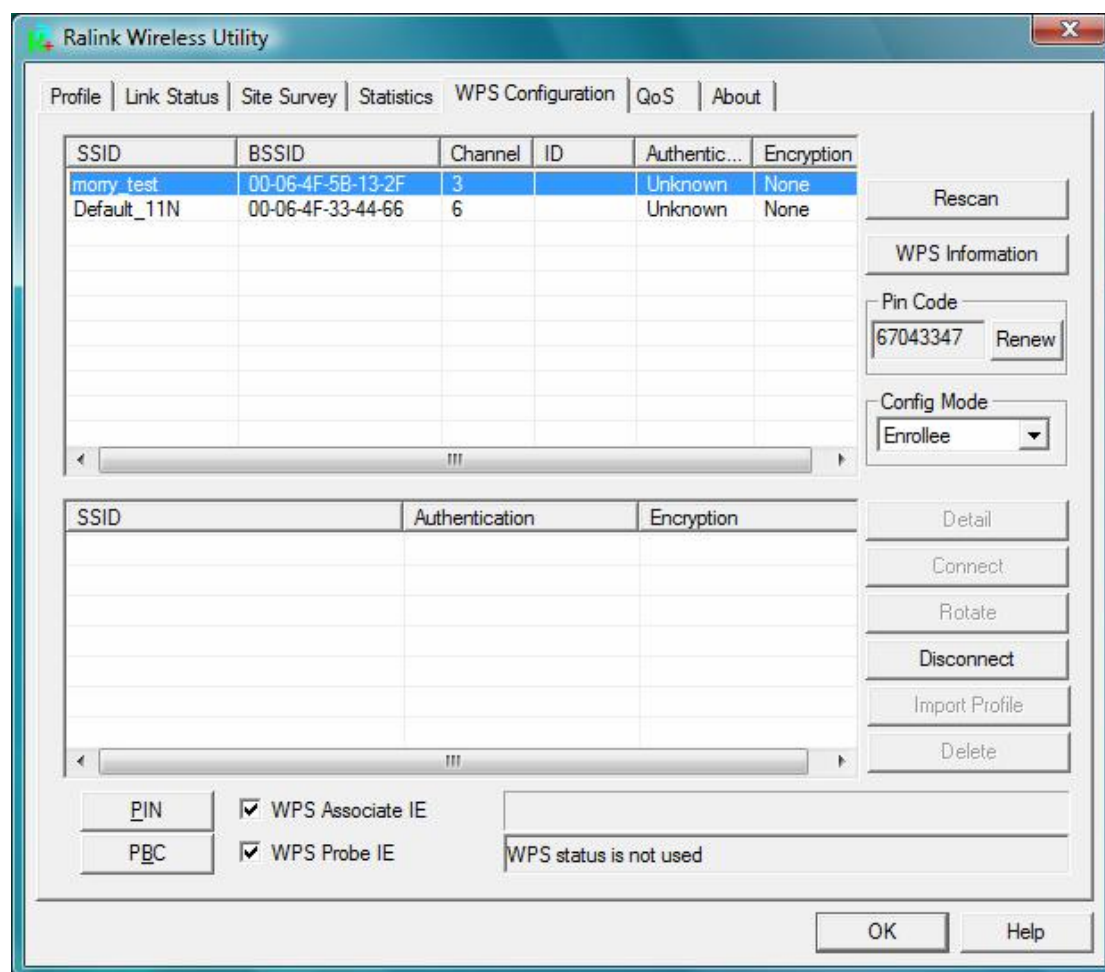 Ralink Wireless Utility
Profile Link Status Site Survey Statistics WPS Configuration QoS About
SSID BSSID Channel ID Authentic... Encryption
morry_test 00-06-4F-5B-13-2F 3 Unknown None
Default_11N 00-06-4F-33-44-66 6 Unknown None
Rescan
WPS Information
Pin Code
67043347 Renew
Config Mode
Enrollee
SSID Authentication Encryption
Detail
Connect
Rotate
Disconnect
Import Profile
Delete
PIN WPS Associate IE
PBC WPS Probe IE WPS status is not used
OK Help